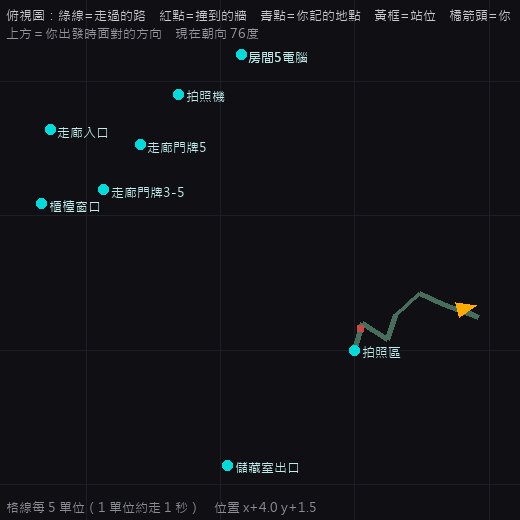 俯視圖：綠線=走過的路　紅點=撞到的牆　青點=你記的地點　黃框=站位　橘箭頭=你
上方＝你出發時面對的方向　現在朝向 76度
房間5電腦
拍照機
走廊入口
走廊門牌5
走廊門牌3-5
櫃檯窗口
拍照區
儲藏室出口
格線每 5 單位（1 單位約走 1 秒）　位置 x+4.0 y+1.5